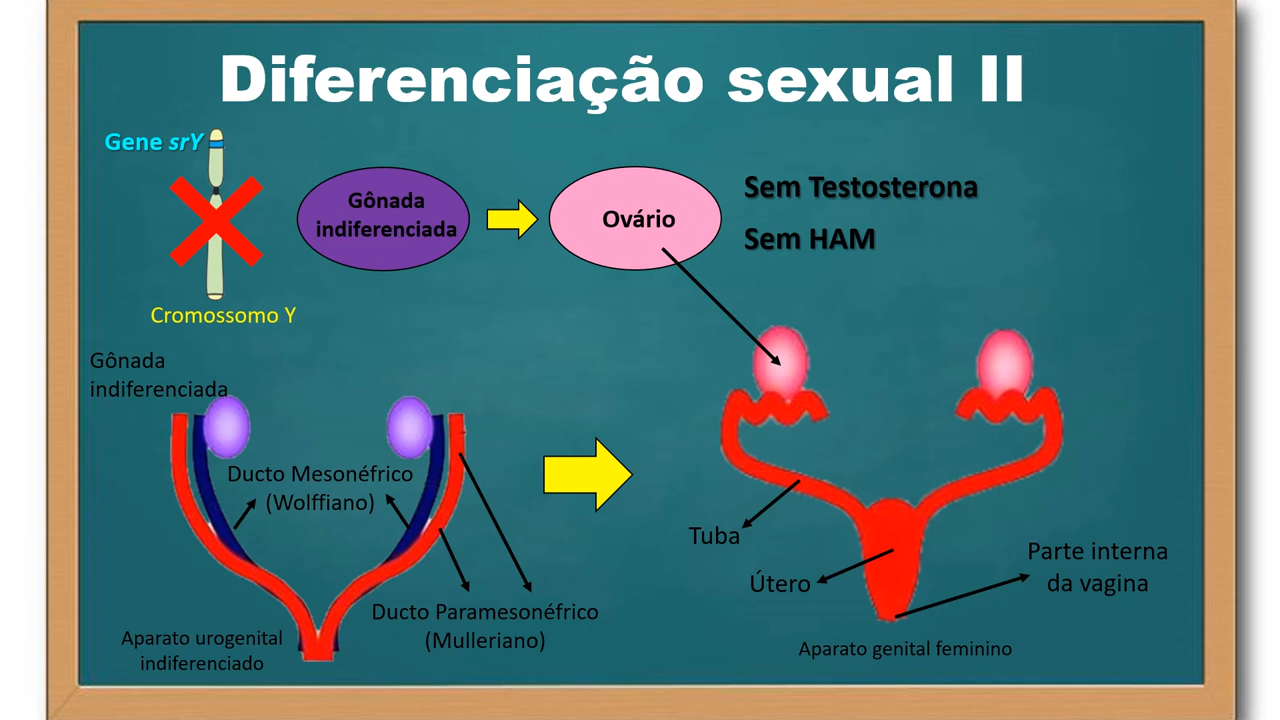 Diferenciação sexual II
Gene srY
Gônada
indiferenciada
Ovário
Sem Testosterona
Sem HAM
Cromossomo Y
Gônada
indiferenciada
Ducto Mesonéfrico
(Wolffiano)
Ducto Paramesonéfrico
(Mulleriano)
Aparato urogenital
indiferenciado
Tuba
Útero
Parte interna
da vagina
Aparato genital feminino